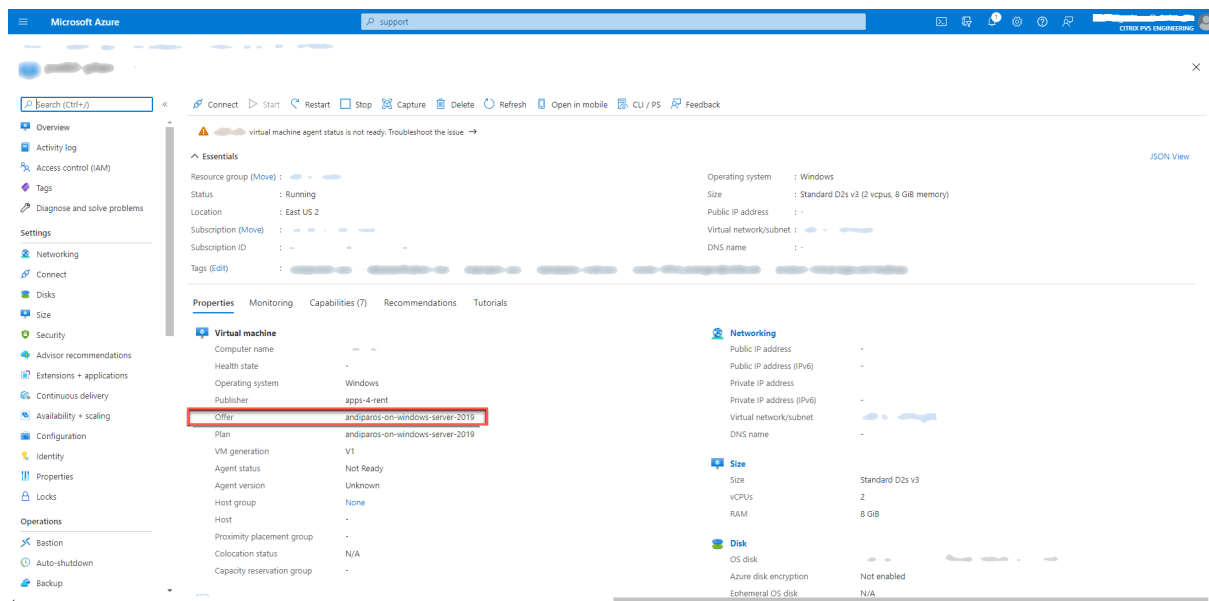 Microsoft Azure
support
1
CITRIX PVS ENGINEERING
Search (Ctrl+/)
«
Connect Start Restart Stop Capture Delete Refresh Open in mobile CLI / PS Feedback
Overview
Activity log
Access control (IAM)
Tags
Diagnose and solve problems
Settings
Networking
Connect
Disks
Size
Security
Advisor recommendations
Extensions + applications
Continuous delivery
Availability + scaling
Configuration
Identity
Properties
Locks
Operations
Bastion
Auto-shutdown
Backup
virtual machine agent status is not ready. Troubleshoot the issue →
Essentials
JSON View
Resource group (Move) :
Status : Running
Location : East US 2
Subscription (Move) :
Subscription ID :
Tags (Edit) :
Operating system : Windows
Size : Standard D2s v3 (2 vcpus, 8 GiB memory)
Public IP address : -
Virtual network/subnet :
DNS name : -
Properties Monitoring Capabilities (7) Recommendations Tutorials
Virtual machine
Computer name
Health state -
Operating system Windows
Publisher apps-4-rent
Offer andiparos-on-windows-server-2019
Plan andiparos-on-windows-server-2019
VM generation V1
Agent status Not Ready
Agent version Unknown
Host group None
Host -
Proximity placement group -
Colocation status N/A
Capacity reservation group -
Networking
Public IP address -
Public IP address (IPv6) -
Private IP address
Private IP address (IPv6) -
Virtual network/subnet
DNS name -
Size
Size Standard D2s v3
vCPUs 2
RAM 8 GiB
Disk
OS disk
Azure disk encryption Not enabled
Ephemeral OS disk N/A